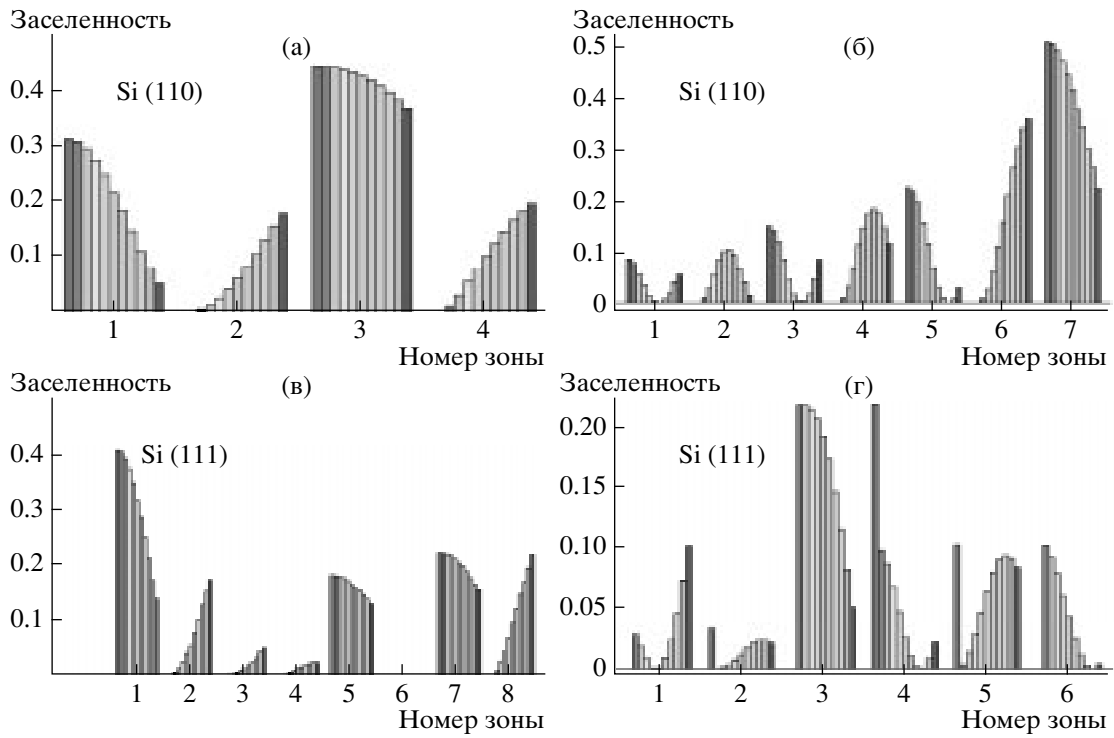 Заселенность
(а)
Si (110)
0.4
0.3
0.2
0.1
1 2 3 4
Номер зоны
Заселенность
(б)
Si (110)
0.5
0.4
0.3
0.2
0.1
0
1 2 3 4 5 6 7
Номер зоны
Заселенность
(в)
Si (111)
0.4
0.3
0.2
0.1
1 2 3 4 5 6 7 8
Номер зоны
Заселенность
(г)
Si (111)
0.20
0.15
0.10
0.05
0
1 2 3 4 5 6
Номер зоны